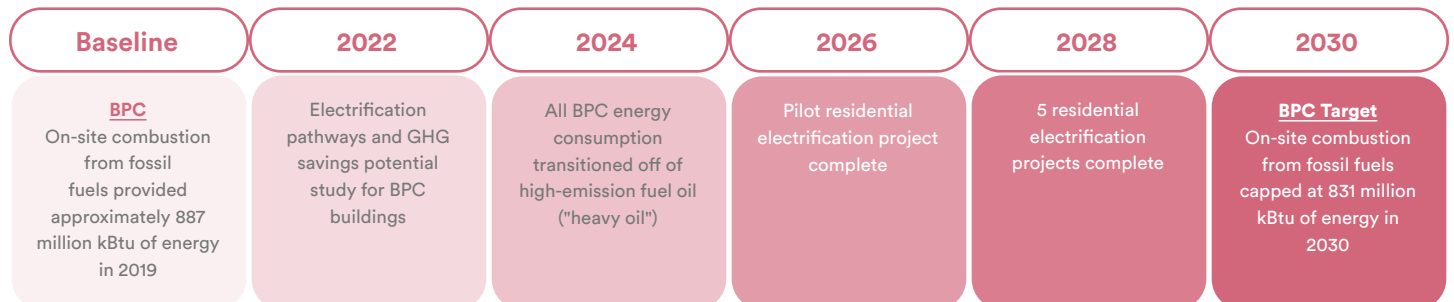 Baseline
2022
2024
2026
2028
2030
BPC
On-site combustion
from fossil
fuels provided
approximately 887
million kBtu of energy
in 2019
Electrification
pathways and GHG
savings potential
study for BPC
buildings
All BPC energy
consumption
transitioned off of
high-emission fuel oil
("heavy oil")
Pilot residential
electrification project
complete
5 residential
electrification
projects complete
BPC Target
On-site combustion
from fossil fuels
capped at 831 million
kBtu of energy in
2030